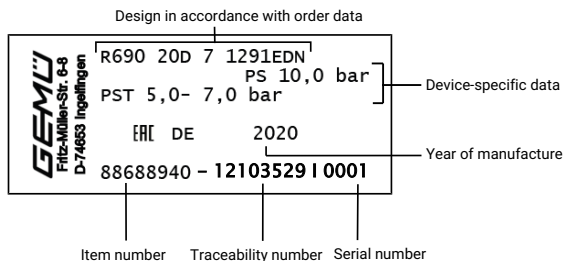 Design in accordance with order data
GEMÜ
Fritz-Müller-Str. 6-8
D-74653 Ingelfingen
R690 20D 7 1291EDN
PS 10,0 bar
PST 5,0- 7,0 bar
Device-specific data
EAC DE 2020
Year of manufacture
88688940 - 12103529 I 0001
Item number Traceability number Serial number